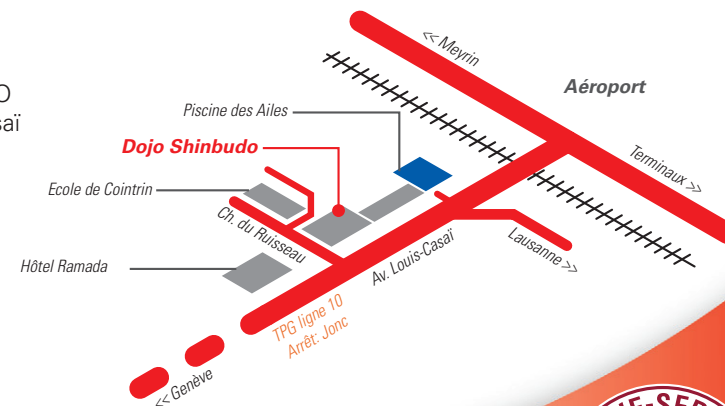 O
saï
<< Meyrin
Aéroport
Piscine des Ailes
Dojo Shinbudo
Terminaux >>
Ecole de Cointrin
Ch. du Ruisseau
Av. Louis-Casaï
Lausanne >>
Hôtel Ramada
TPG ligne 10
Arrêt: Jonc
<< Genève